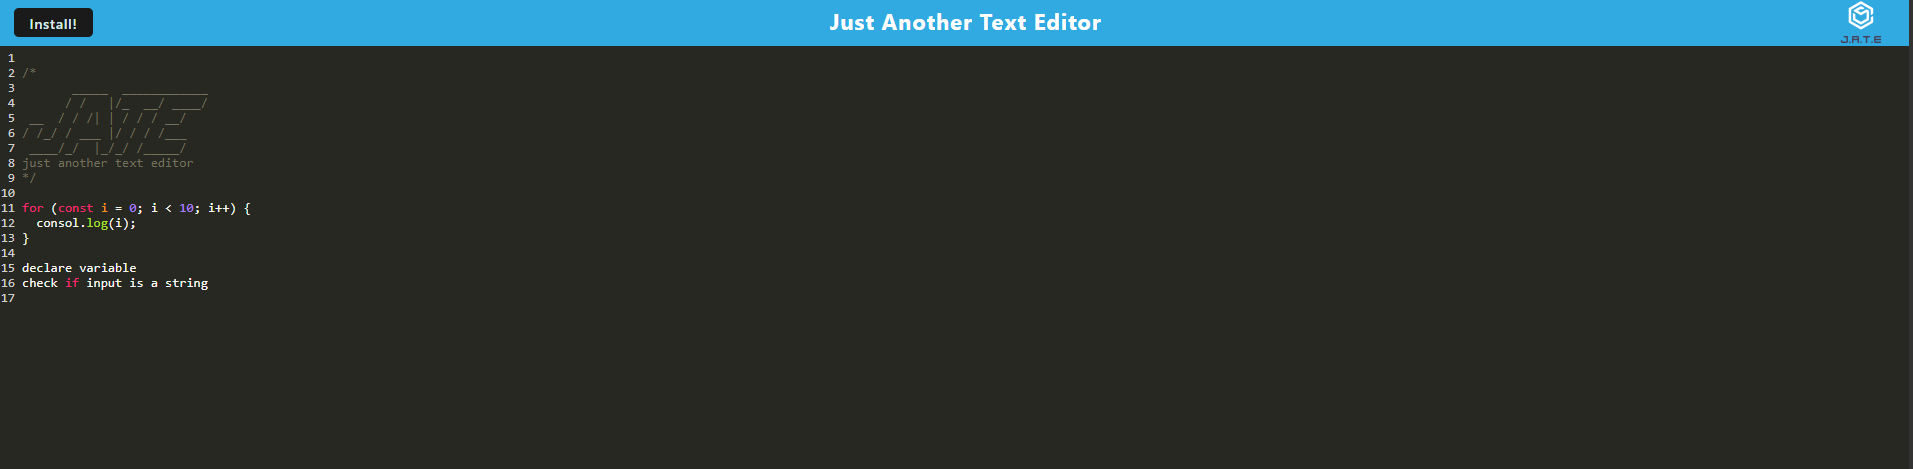 Install!
Just Another Text Editor
J.A.T.E
1
2 /*
3        _____  ____________
4       / /   |/_  __/ ____/
5  __  / / /| | / / / __/
6 / /_/ / ___ |/ / / /___
7  ____/_/  |_/_/ /_____/
8 just another text editor
9 */
10
11 for (const i = 0; i < 10; i++) {
12   consol.log(i);
13 }
14
15 declare variable
16 check if input is a string
17